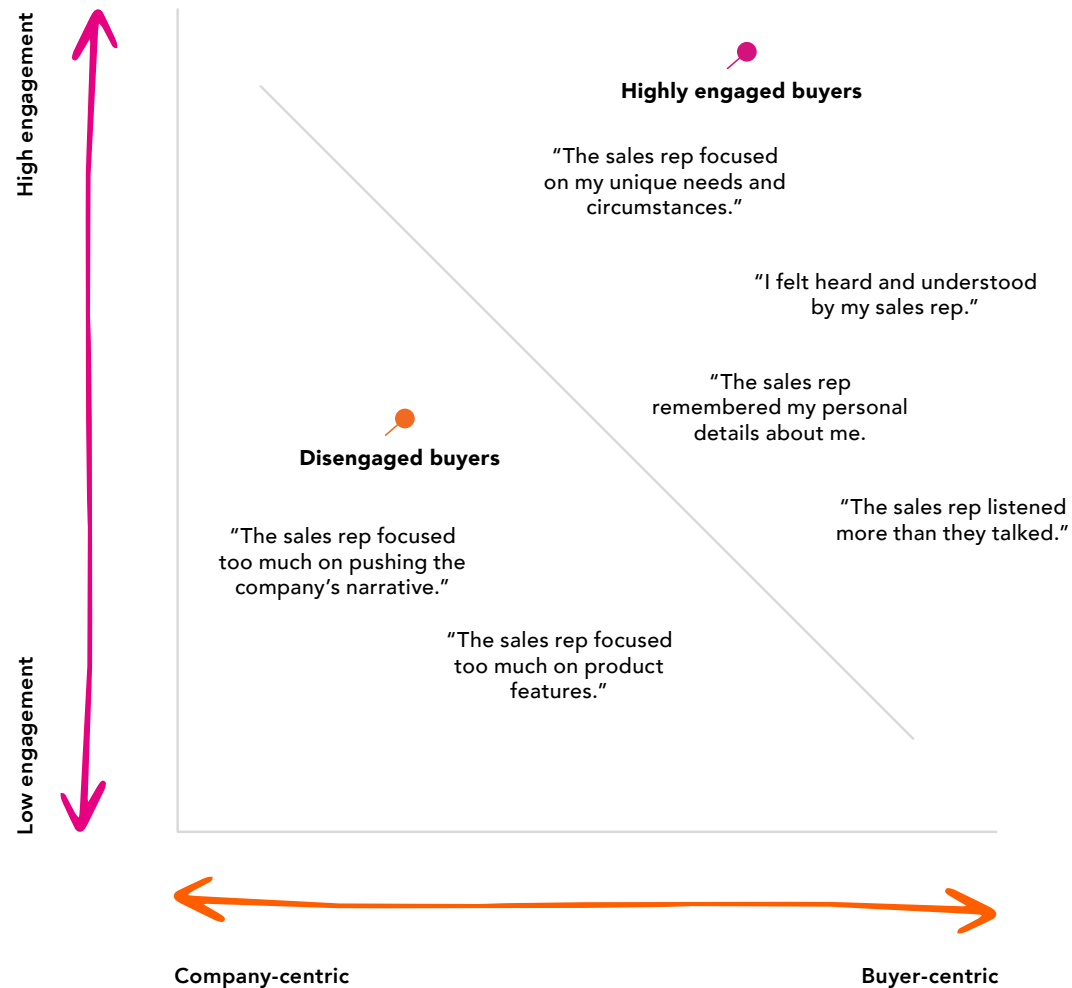 High engagement
Highly engaged buyers
“The sales rep focused
on my unique needs and
circumstances.”
“I felt heard and understood
by my sales rep.”
“The sales rep
remembered my personal
details about me.
Disengaged buyers
“The sales rep listened
more than they talked.”
“The sales rep focused
too much on pushing the
company’s narrative.”
“The sales rep focused
too much on product
features.”
Low engagement
Company-centric
Buyer-centric